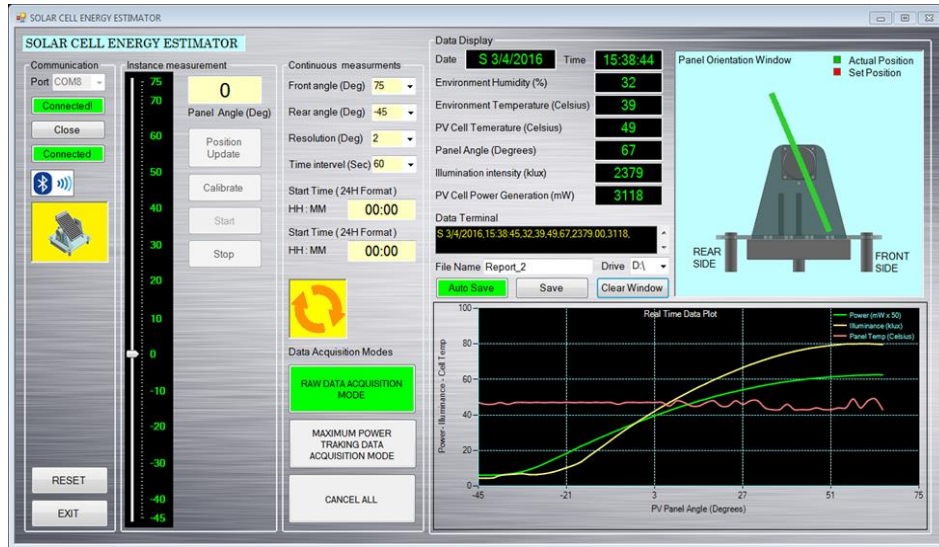 SOLAR CELL ENERGY ESTIMATOR
SOLAR CELL ENERGY ESTIMATOR
Communication
Port COM8
Connected!
Close
Connected
RESET
EXIT
Instance measurement
75
70
60
50
40
30
20
10
0
-10
-20
-30
-40
-45
0
Panel Angle (Deg)
Position
Update
Calibrate
Start
Stop
Continuous measurments
Front angle (Deg) 75
Rear angle (Deg) -45
Resolution (Deg) 2
Time intervel (Sec) 60
Start Time ( 24H Format )
HH : MM 00:00
Start Time ( 24H Format )
HH : MM 00:00
Data Acquisition Modes
RAW DATA ACQUISITION
MODE
MAXIMUM POWER
TRAKING DATA
ACQUISITION MODE
CANCEL ALL
Data Display
Date S 3/4/2016 Time 15:38:44
Environment Humidity (%) 32
Environment Temperature (Celsius) 39
PV Cell Temerature (Celsius) 49
Panel Angle (Degrees) 67
Illumination intensity (klux) 2379
PV Cell Power Generation (mW) 3118
Data Terminal
S 3/4/2016,15:38:45,32,39,49,67,2379.00,3118,
File Name Report_2 Drive D:\
Auto Save Save Clear Window
Panel Orientation Window
Actual Position
Set Position
REAR
SIDE
FRONT
SIDE
Real Time Data Plot
Power (mW x 50)
Illuminance (klux)
Panel Temp (Celsius)
Power- Illuminance - Cell Temp
100
80
60
40
20
0
-45 -21 3 27 51 75
PV Panel Angle (Degrees)